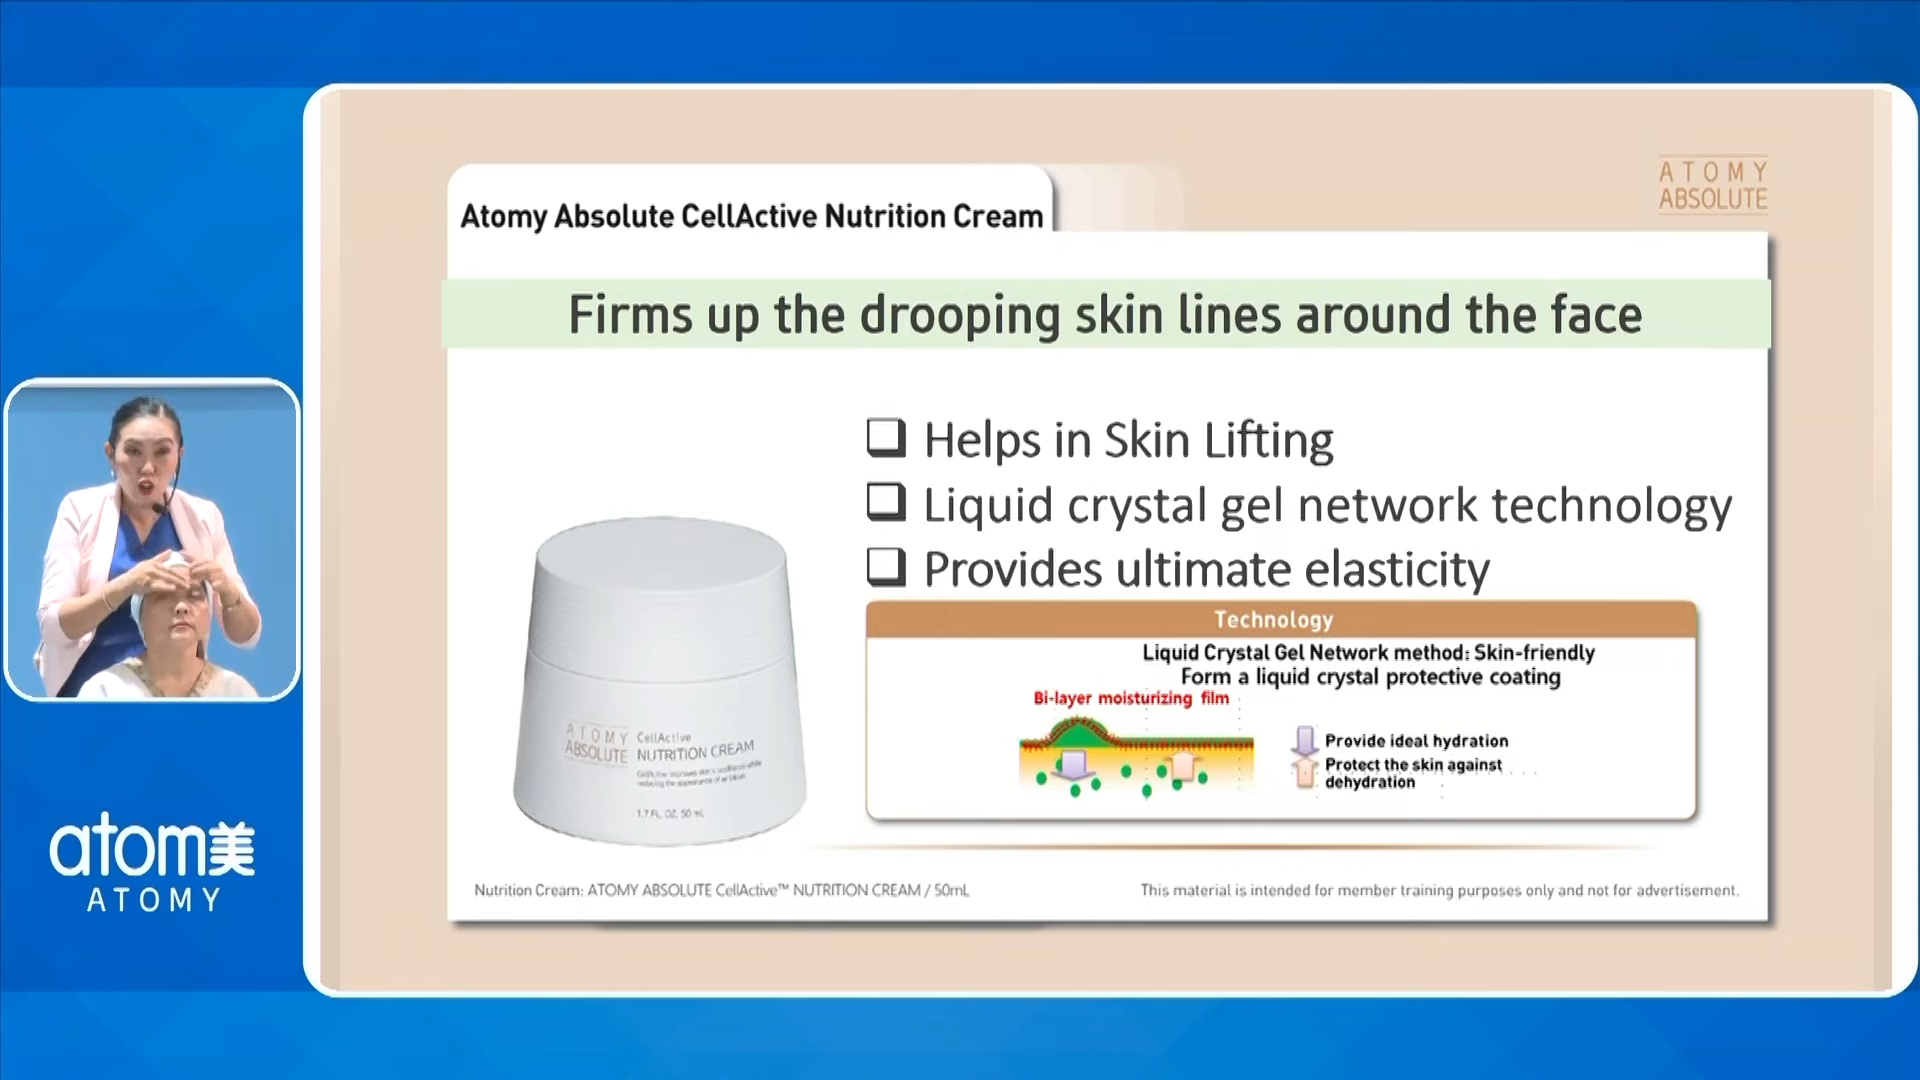 ATOMY
ABSOLUTE
Atomy Absolute CellActive Nutrition Cream
Firms up the drooping skin lines around the face
Helps in Skin Lifting
Liquid crystal gel network technology
Provides ultimate elasticity
Technology
Liquid Crystal Gel Network method: Skin-friendly
Form a liquid crystal protective coating
Bi-layer moisturizing film
Provide ideal hydration
Protect the skin against
dehydration
ATOMY
ABSOLUTE
CellActive
NUTRITION CREAM
1.7 FL. OZ. 50 mL
Nutrition Cream: ATOMY ABSOLUTE CellActive™ NUTRITION CREAM / 50mL
This material is intended for member training purposes only and not for advertisement.
atom美
ATOMY